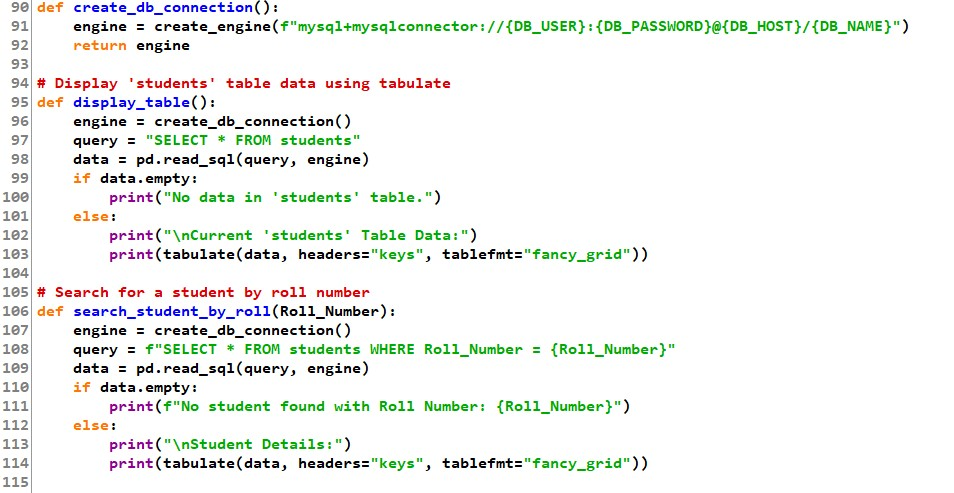 90 def create_db_connection():
91     engine = create_engine(f"mysql+mysqlconnector://{DB_USER}:{DB_PASSWORD}@{DB_HOST}/{DB_NAME}")
92     return engine
93
94 # Display 'students' table data using tabulate
95 def display_table():
96     engine = create_db_connection()
97     query = "SELECT * FROM students"
98     data = pd.read_sql(query, engine)
99     if data.empty:
100         print("No data in 'students' table.")
101     else:
102         print("\nCurrent 'students' Table Data:")
103         print(tabulate(data, headers="keys", tablefmt="fancy_grid"))
104
105 # Search for a student by roll number
106 def search_student_by_roll(Roll_Number):
107     engine = create_db_connection()
108     query = f"SELECT * FROM students WHERE Roll_Number = {Roll_Number}"
109     data = pd.read_sql(query, engine)
110     if data.empty:
111         print(f"No student found with Roll Number: {Roll_Number}")
112     else:
113         print("\nStudent Details:")
114         print(tabulate(data, headers="keys", tablefmt="fancy_grid"))
115